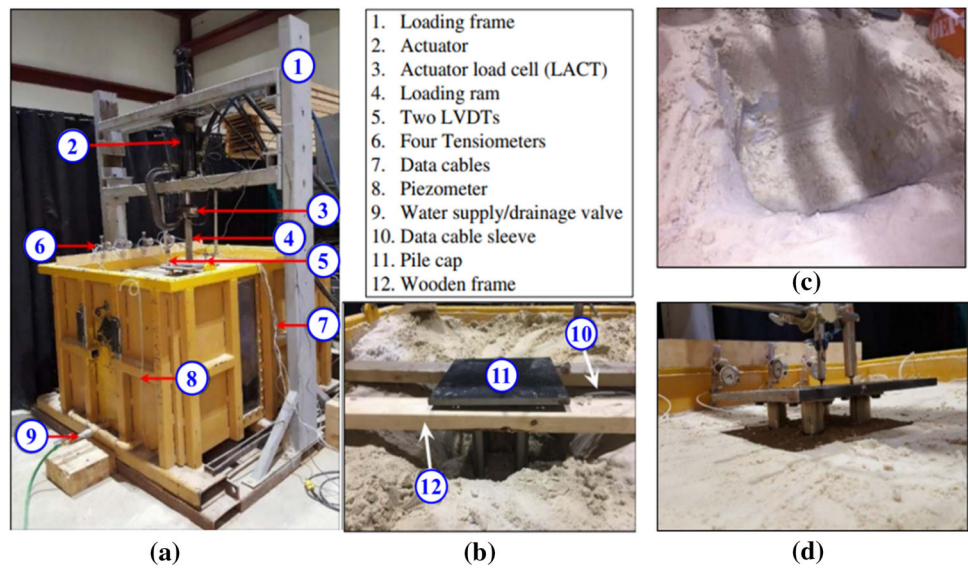 1. Loading frame
2. Actuator
3. Actuator load cell (LACT)
4. Loading ram
5. Two LVDTs
6. Four Tensiometers
7. Data cables
8. Piezometer
9. Water supply/drainage valve
10. Data cable sleeve
11. Pile cap
12. Wooden frame
1
2
3
4
5
6
7
8
9
(a)
10
11
12
(b)
(c)
(d)